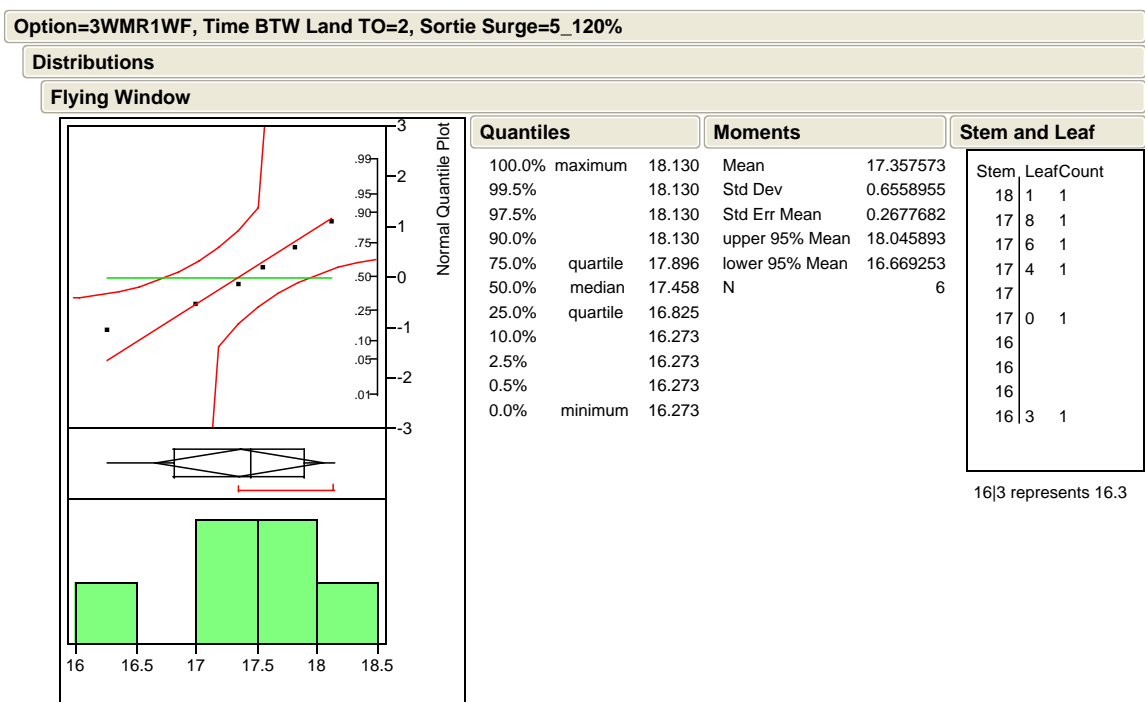 Option=3WMR1WF, Time BTW Land TO=2, Sortie Surge=5_120%
Distributions
Flying Window
3
2
1
0
-1
-2
-3
.99
.95
.90
.75
.50
.25
.10
.05
.01
Normal Quantile Plot
16 16.5 17 17.5 18 18.5
Quantiles
100.0% maximum 18.130
99.5% 18.130
97.5% 18.130
90.0% 18.130
75.0% quartile 17.896
50.0% median 17.458
25.0% quartile 16.825
10.0% 16.273
2.5% 16.273
0.5% 16.273
0.0% minimum 16.273
Moments
Mean 17.357573
Std Dev 0.6558955
Std Err Mean 0.2677682
upper 95% Mean 18.045893
lower 95% Mean 16.669253
N 6
Stem and Leaf
Stem LeafCount
18 1 1
17 8 1
17 6 1
17 4 1
17
17 0 1
16
16
16
16 3 1
16|3 represents 16.3